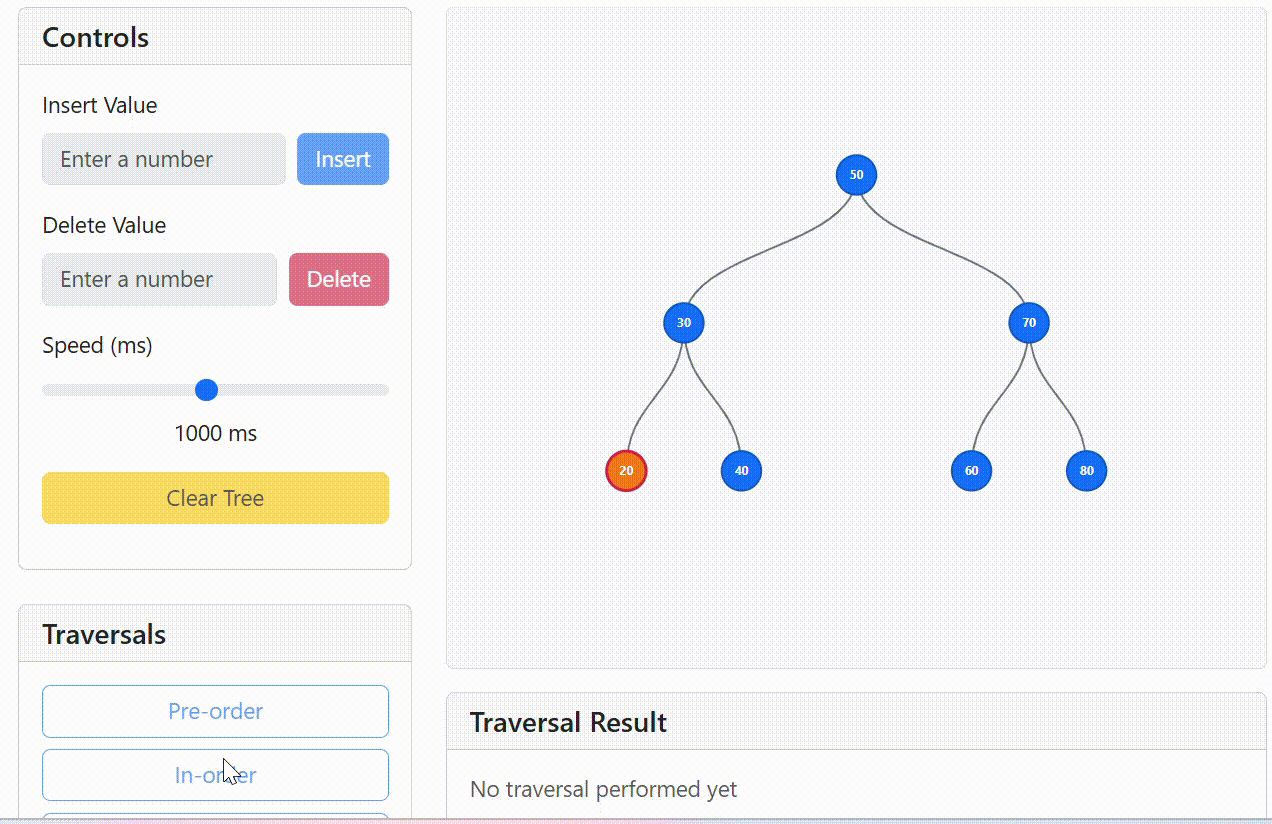 Controls
Insert Value
Enter a number Insert
Delete Value
Enter a number Delete
Speed (ms)
1000 ms
Clear Tree
Traversals
Pre-order
In-order
50
30 70
20 40 60 80
Traversal Result
No traversal performed yet